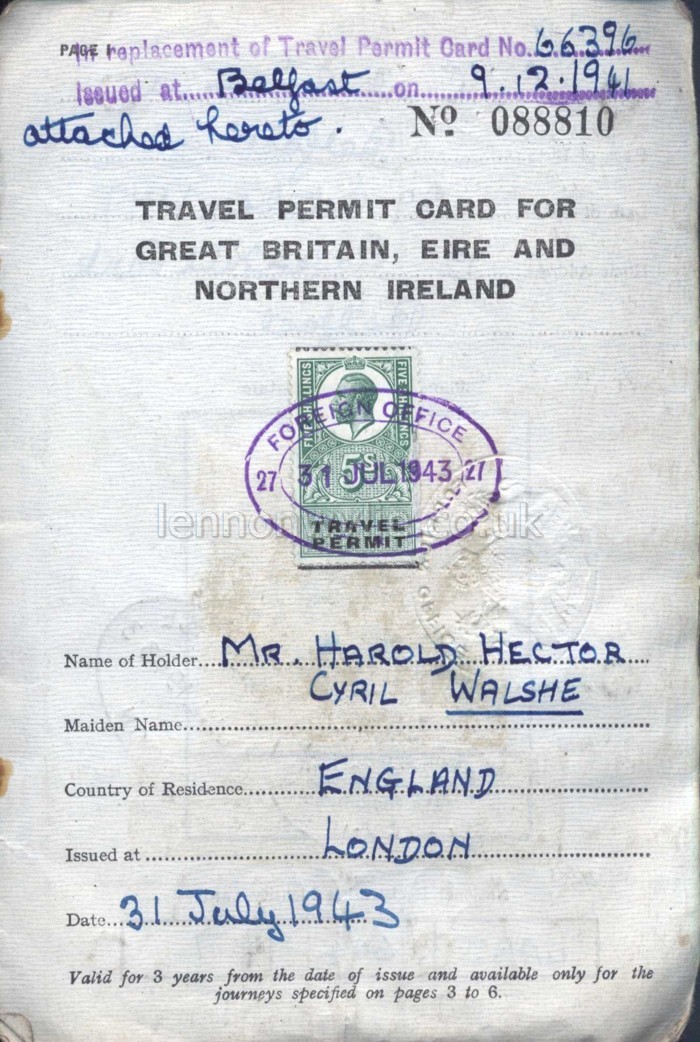 PAGE 1
In replacement of Travel Permit Card No. 66396
Issued at Belfast on 9.12.1941
attached hereto.
Nº 088810
TRAVEL PERMIT CARD FOR
GREAT BRITAIN, EIRE AND
NORTHERN IRELAND
FIVE SHILLINGS
FIVE SHILLINGS
FOREIGN OFFICE
27 31 JUL 1943 27
5s
TRAVEL
PERMIT
Name of Holder MR. HAROLD HECTOR
CYRIL WALSHE
Maiden Name
Country of Residence ENGLAND
Issued at LONDON
Date 31 July 1943
Valid for 3 years from the date of issue and available only for the
journeys specified on pages 3 to 6.